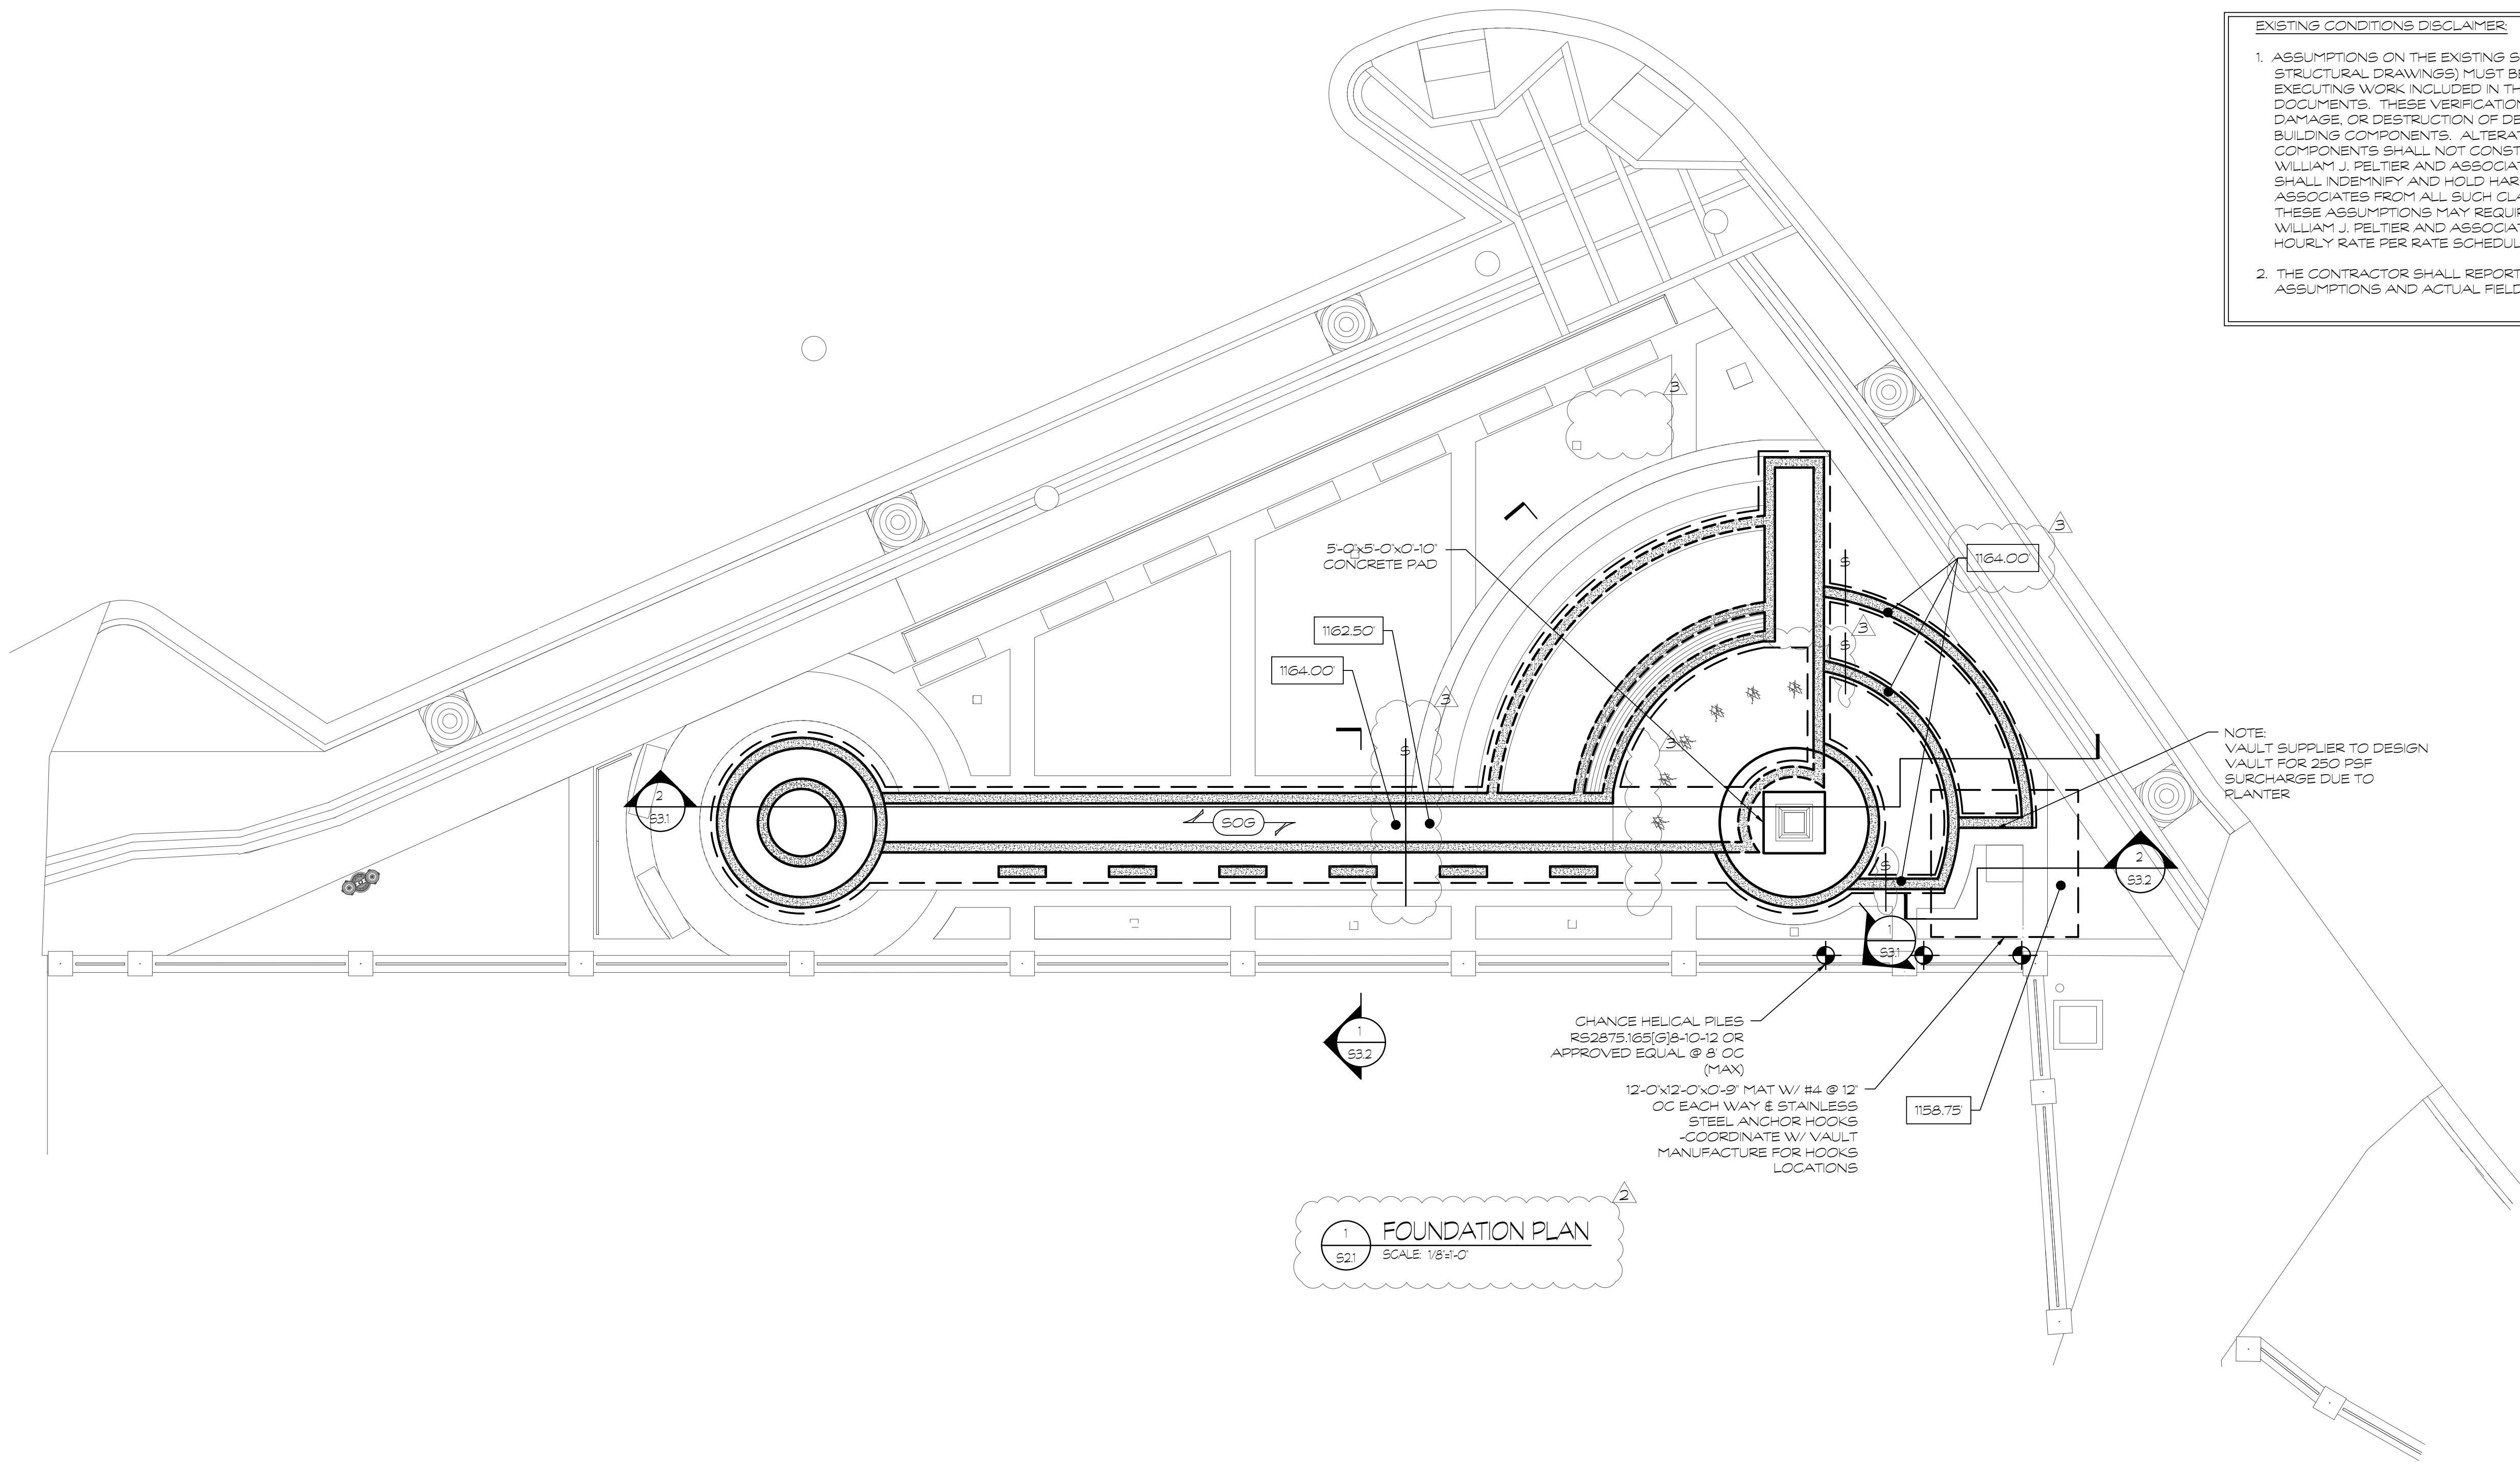 EXISTING CONDITIONS DISCLAIMER:
1. ASSUMPTIONS ON THE EXISTING S
STRUCTURAL DRAWINGS) MUST BE
EXECUTING WORK INCLUDED IN TH
DOCUMENTS. THESE VERIFICATION
DAMAGE, OR DESTRUCTION OF DE
BUILDING COMPONENTS. ALTERAT
COMPONENTS SHALL NOT CONST
WILLIAM J. PELTIER AND ASSOCIAT
SHALL INDEMNIFY AND HOLD HAR
ASSOCIATES FROM ALL SUCH CLA
THESE ASSUMPTIONS MAY REQUIR
WILLIAM J. PELTIER AND ASSOCIAT
HOURLY RATE PER RATE SCHEDUL
2. THE CONTRACTOR SHALL REPORT
ASSUMPTIONS AND ACTUAL FIELD
3
3
1164.00'
5'-0"x5'-0"x0'-10"
CONCRETE PAD
S
1162.50'
3
S
1164.00'
3
3
S
NOTE:
VAULT SUPPLIER TO DESIGN
VAULT FOR 250 PSF
SURCHARGE DUE TO
PLANTER
2
S3.1
SOG
S
2
S3.2
1
S3.1
CHANCE HELICAL PILES
RS2875.165[G]8-10-12 OR
APPROVED EQUAL @ 8' OC
(MAX)
1
S3.2
12'-0"x12'-0"x0'-9" MAT W/ #4 @ 12"
OC EACH WAY & STAINLESS
STEEL ANCHOR HOOKS
-COORDINATE W/ VAULT
MANUFACTURE FOR HOOKS
LOCATIONS
1158.75'
2
1
S2.1
FOUNDATION PLAN
SCALE: 1/8"=1'-0"